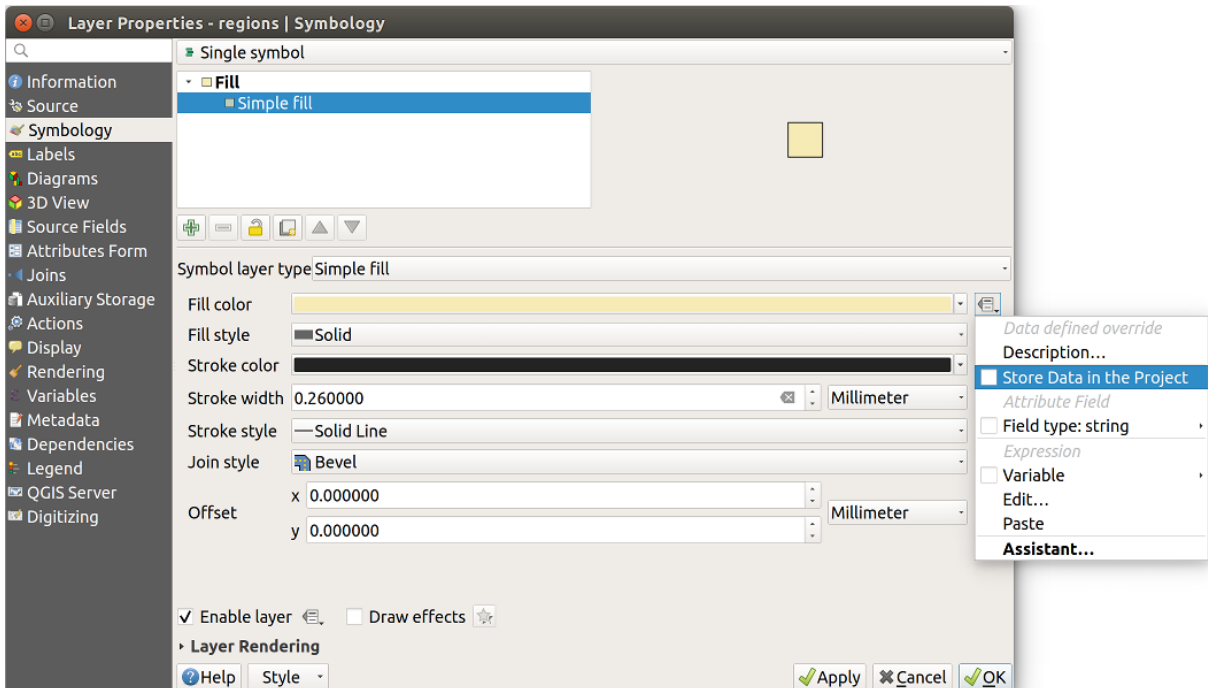 Layer Properties - regions | Symbology
Single symbol
Information
Source
Symbology
Labels
Diagrams
3D View
Source Fields
Attributes Form
Joins
Auxiliary Storage
Actions
Display
Rendering
Variables
Metadata
Dependencies
Legend
QGIS Server
Digitizing
Fill
Simple fill
Symbol layer type Simple fill
Fill color
Fill style Solid
Stroke color
Stroke width 0.260000 Millimeter
Stroke style Solid Line
Join style Bevel
Offset x 0.000000 Millimeter
y 0.000000
Enable layer Draw effects
Layer Rendering
Help Style Apply Cancel OK
Data defined override
Description...
Store Data in the Project
Attribute Field
Field type: string
Expression
Variable
Edit...
Paste
Assistant...